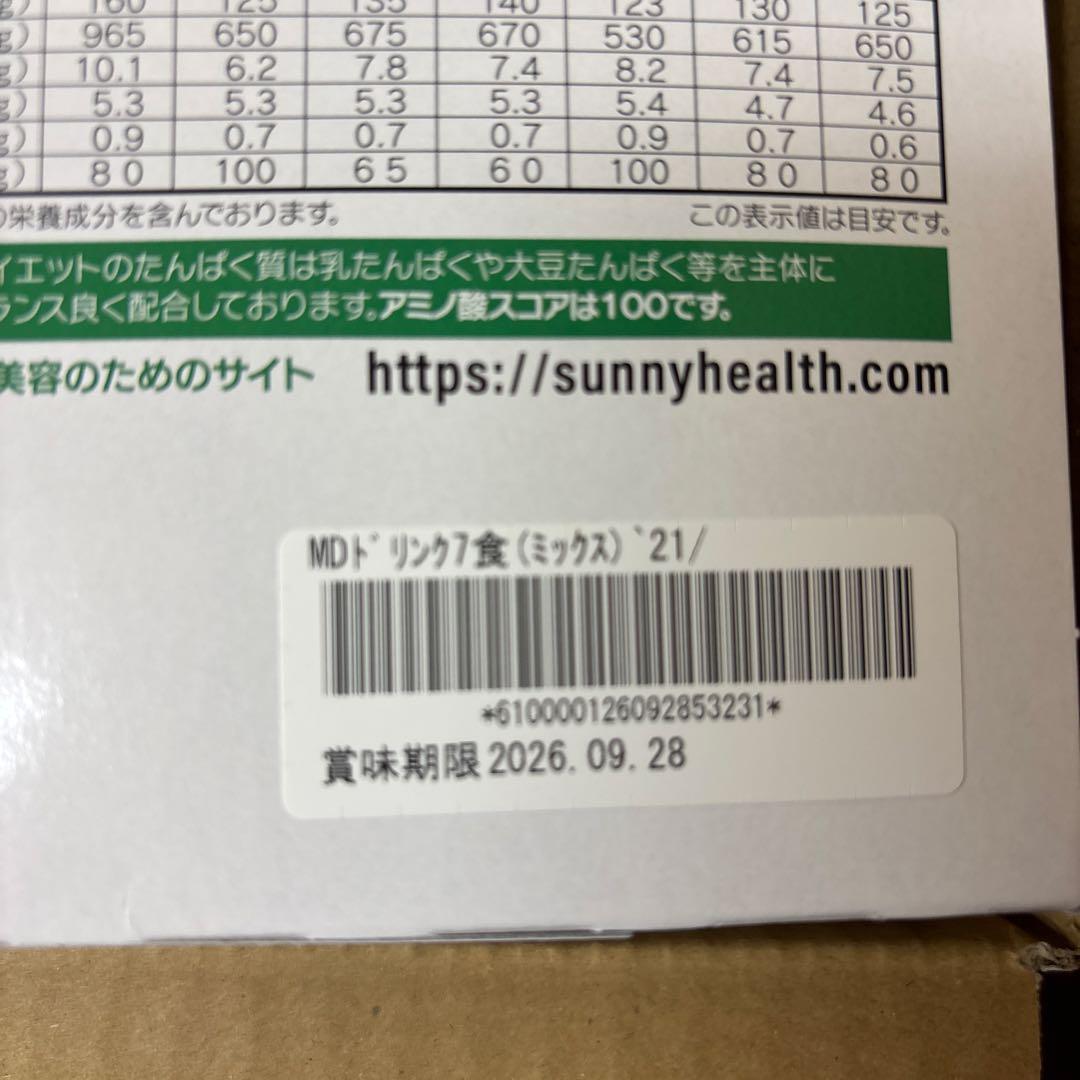 g) 160 125 135 140 123 130 125
g) 965 650 675 670 530 615 650
g) 10.1 6.2 7.8 7.4 8.2 7.4 7.5
g) 5.3 5.3 5.3 5.3 5.4 4.7 4.6
g) 0.9 0.7 0.7 0.7 0.9 0.7 0.6
g) 80 100 65 60 100 80 80
の栄養成分を含んでおります。 この表示値は目安です。
イエットのたんぱく質は乳たんぱくや大豆たんぱく等を主体に
ランス良く配合しております。アミノ酸スコアは100です。
美容のためのサイト https://sunnyhealth.com
MDドリンク7食(ミックス)`21/
*610000126092853231*
賞味期限 2026.09.28